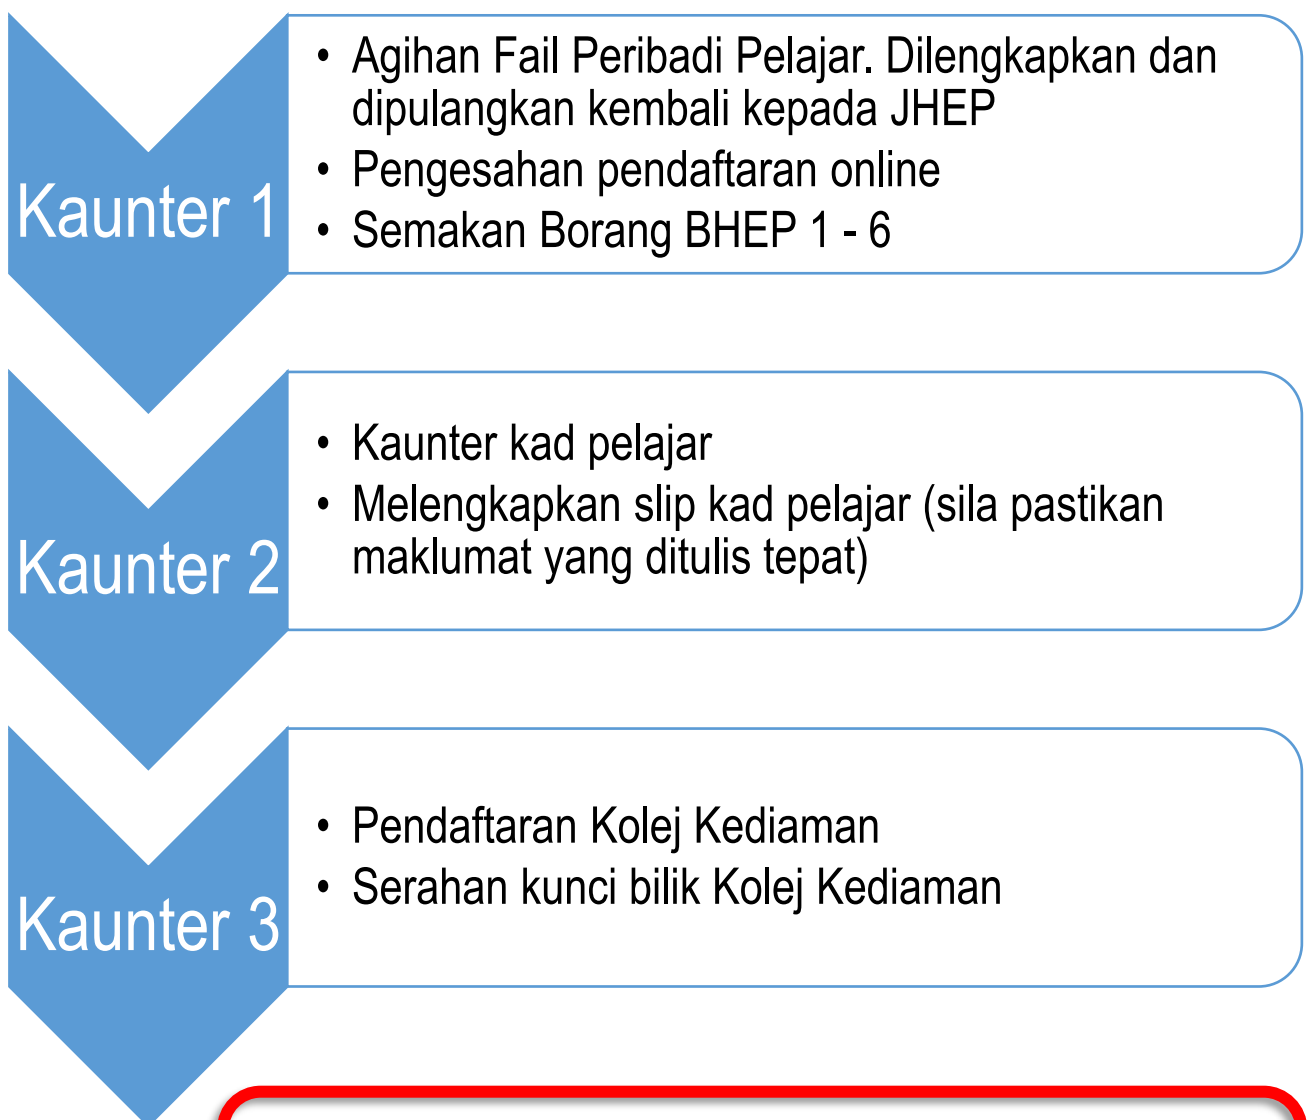 Kaunter 1
• Agihan Fail Peribadi Pelajar. Dilengkapkan dan
dipulangkan kembali kepada JHEP
• Pengesahan pendaftaran online
• Semakan Borang BHEP 1 - 6
Kaunter 2
• Kaunter kad pelajar
• Melengkapkan slip kad pelajar (sila pastikan
maklumat yang ditulis tepat)
Kaunter 3
• Pendaftaran Kolej Kediaman
• Serahan kunci bilik Kolej Kediaman